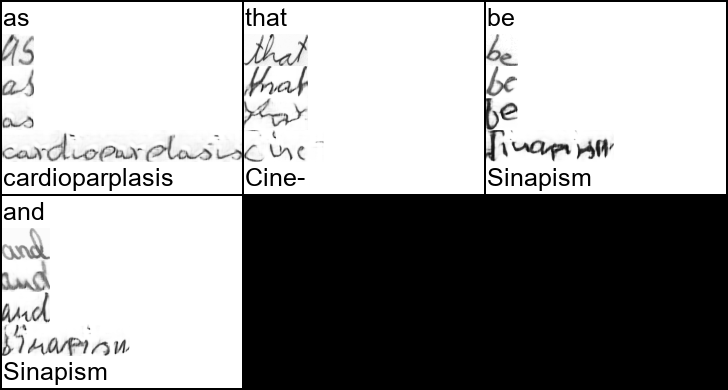 as
as
as
as
cardioparplasis
cardioparplasis
that
that
that
that
Cine-
Cine-
be
be
be
be
Sinapism
Sinapism
and
and
and
and
Sinapism
Sinapism